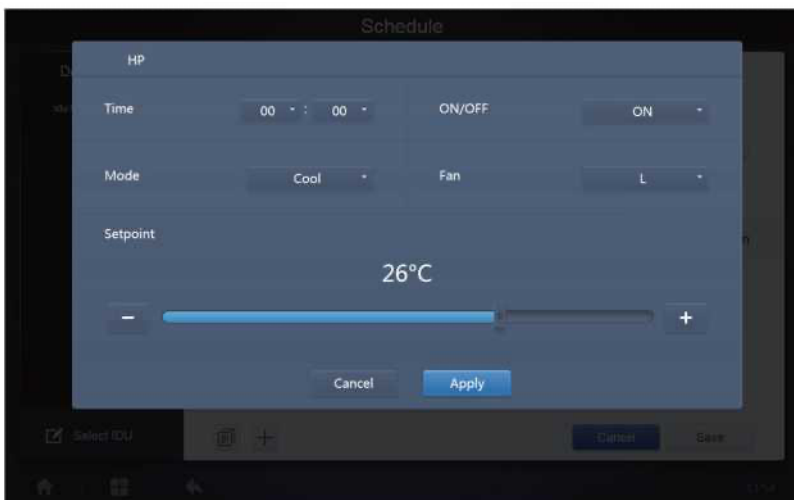 Schedule
HP
Time 00 : 00 ON/OFF ON
Mode Cool Fan L
Setpoint
26°C
− +
Cancel Apply
Select IDU Cancel Save